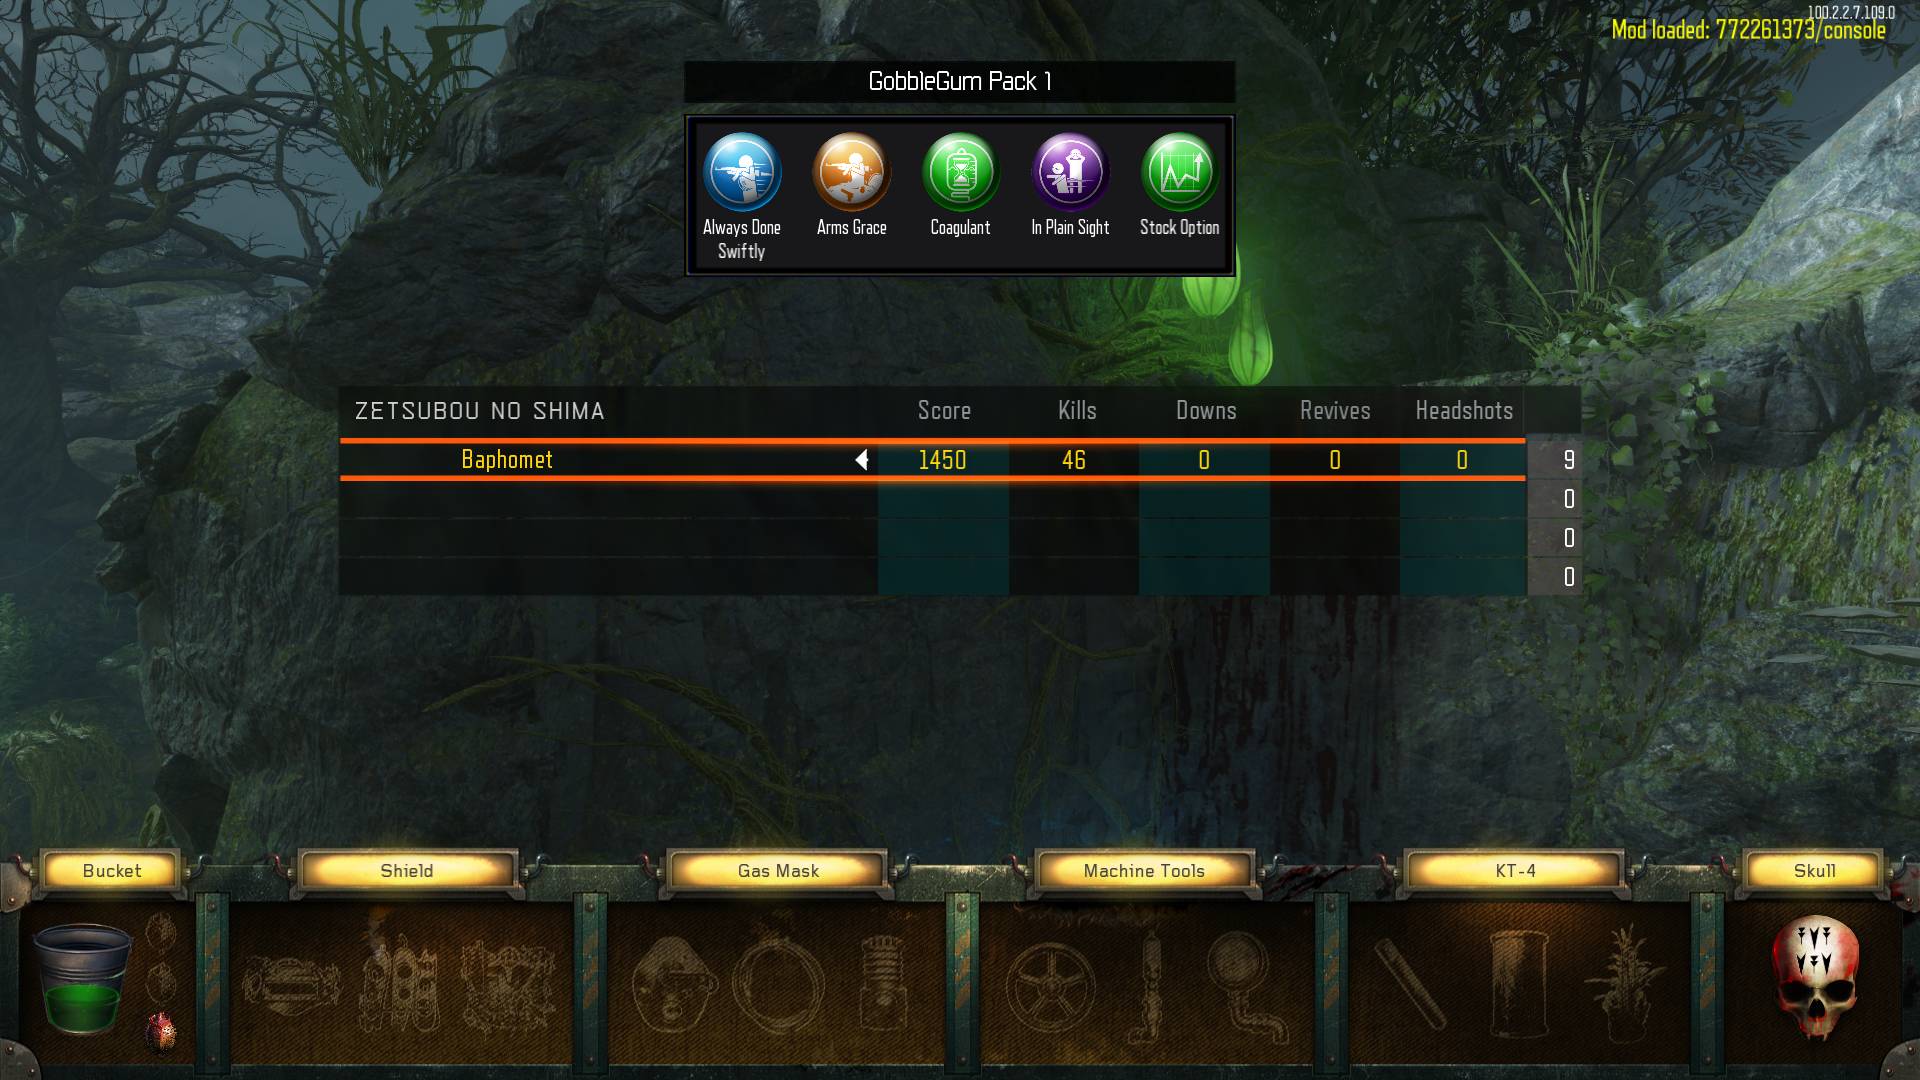 100.2.2.7.109.0
Mod loaded: 772261373/console
GobbleGum Pack 1
Always Done Swiftly
Arms Grace
Coagulant
In Plain Sight
Stock Option
ZETSUBOU NO SHIMA Score Kills Downs Revives Headshots
Baphomet 1450 46 0 0 0 9
0
0
0
Bucket Shield Gas Mask Machine Tools KT-4 Skull